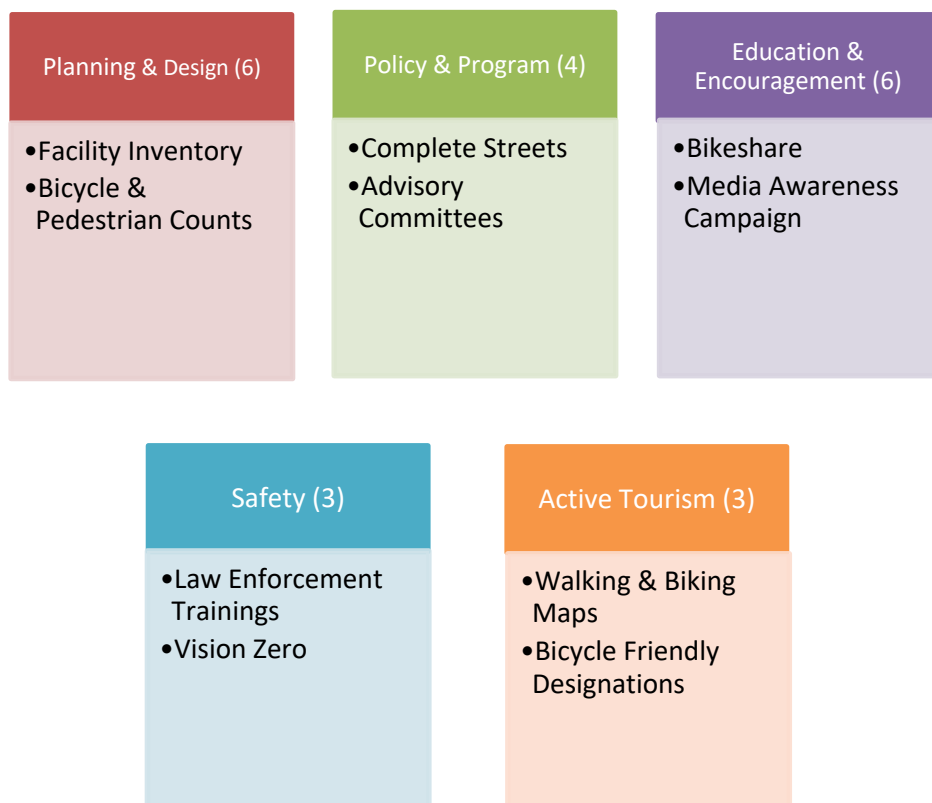 Planning & Design (6)
•Facility Inventory
•Bicycle &
Pedestrian Counts
Policy & Program (4)
•Complete Streets
•Advisory
Committees
Education &
Encouragement (6)
•Bikeshare
•Media Awareness
Campaign
Safety (3)
•Law Enforcement
Trainings
•Vision Zero
Active Tourism (3)
•Walking & Biking
Maps
•Bicycle Friendly
Designations